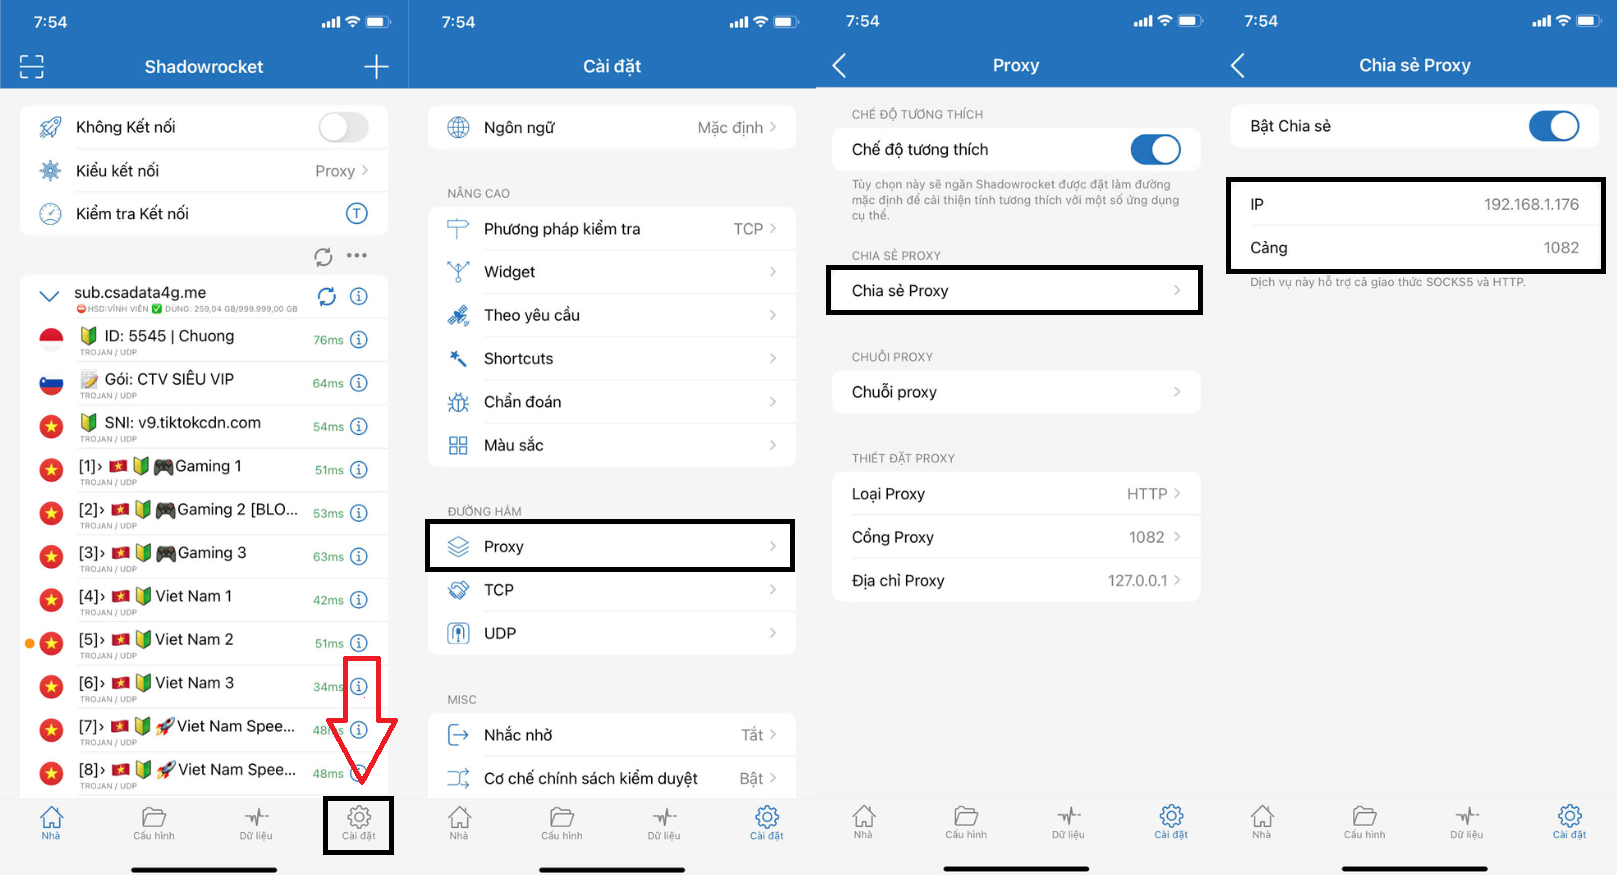 7:54
Shadowrocket
Không Kết nối
Kiểu kết nối
Proxy
Kiểm tra Kết nối
T
sub.csadata4g.me
HSD:VĨNH VIỄN DÙNG: 259,04 GB/999.999,00 GB
ID: 5545 | Chuong
TROJAN / UDP
76ms
Gói: CTV SIÊU VIP
TROJAN / UDP
64ms
SNI: v9.tiktokcdn.com
TROJAN / UDP
54ms
[1]› Gaming 1
TROJAN / UDP
51ms
[2]› Gaming 2 [BLO...
TROJAN / UDP
53ms
[3]› Gaming 3
TROJAN / UDP
63ms
[4]› Viet Nam 1
TROJAN / UDP
42ms
[5]› Viet Nam 2
TROJAN / UDP
51ms
[6]› Viet Nam 3
TROJAN / UDP
34ms
[7]› Viet Nam Spee...
TROJAN / UDP
48ms
[8]› Viet Nam Spee...
TROJAN / UDP
48ms
Nhà
Cấu hình
Dữ liệu
Cài đặt
7:54
Cài đặt
Ngôn ngữ
Mặc định
NÂNG CAO
Phương pháp kiểm tra
TCP
Widget
Theo yêu cầu
Shortcuts
Chẩn đoán
Màu sắc
ĐƯỜNG HẦM
Proxy
TCP
UDP
MISC
Nhắc nhở
Tắt
Cơ chế chính sách kiểm duyệt
Bật
Nhà
Cấu hình
Dữ liệu
Cài đặt
7:54
Proxy
CHẾ ĐỘ TƯƠNG THÍCH
Chế độ tương thích
Tùy chọn này sẽ ngăn Shadowrocket được đặt làm đường
mặc định để cải thiện tính tương thích với một số ứng dụng
cụ thể.
CHIA SẺ PROXY
Chia sẻ Proxy
CHUỖI PROXY
Chuỗi proxy
THIẾT ĐẶT PROXY
Loại Proxy
HTTP
Cổng Proxy
1082
Địa chỉ Proxy
127.0.0.1
Nhà
Cấu hình
Dữ liệu
Cài đặt
7:54
Chia sẻ Proxy
Bật Chia sẻ
IP
192.168.1.176
Cảng
1082
Dịch vụ này hỗ trợ cả giao thức SOCKS5 và HTTP.
Nhà
Cấu hình
Dữ liệu
Cài đặt